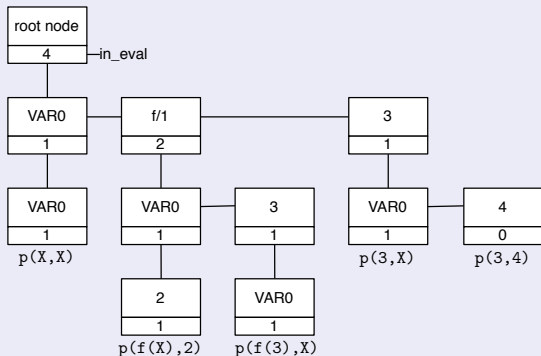 root node
4 in_eval
VAR0 f/1 3
1 2 1
VAR0 VAR0 3 VAR0 4
1 1 1 1 0
p(X,X) p(3,X) p(3,4)
2 VAR0
1 1
p(f(X),2) p(f(3),X)